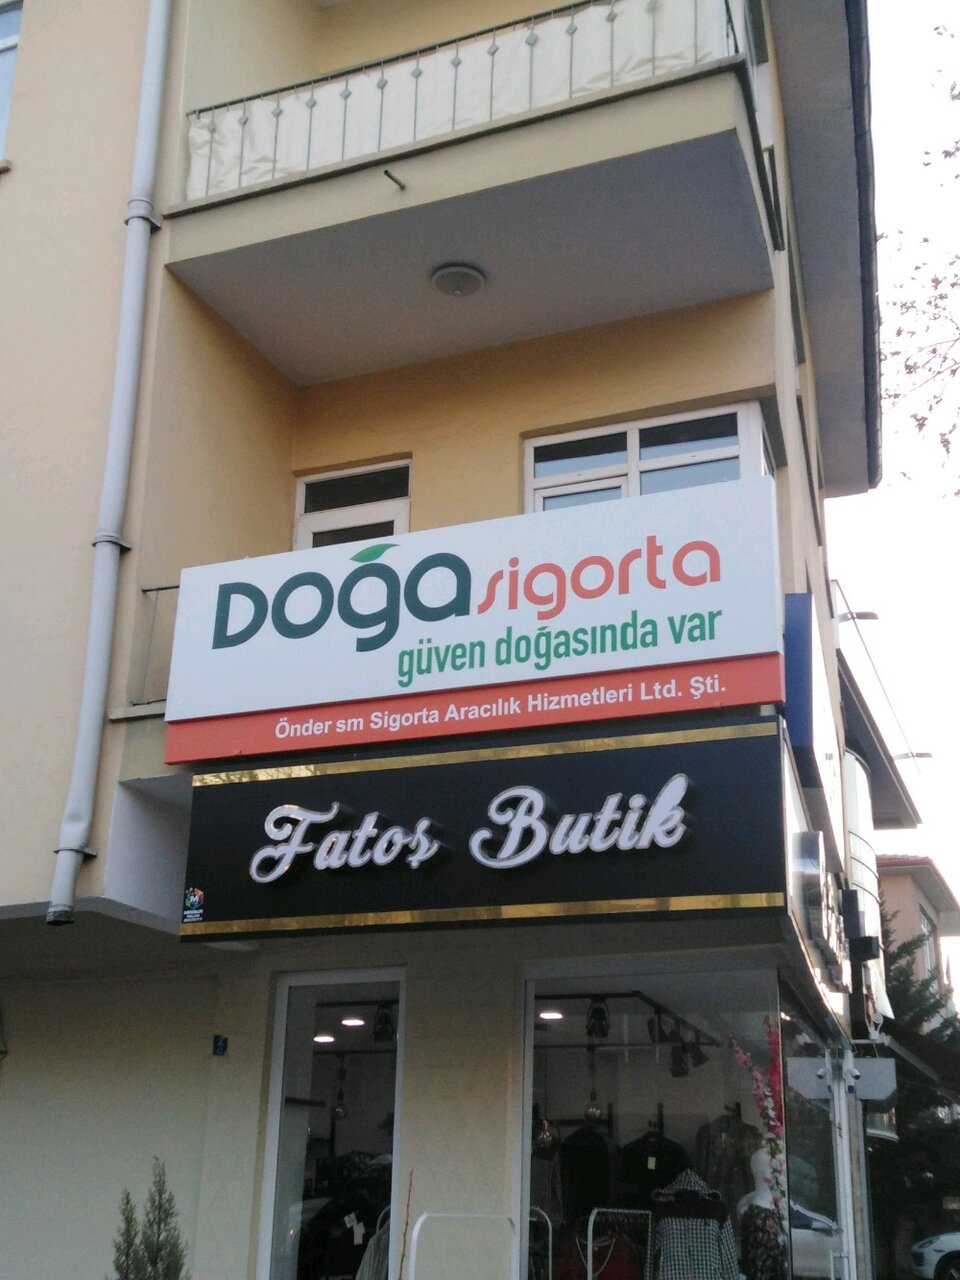 Doğa sigorta
güven doğasında var
Önder sm Sigorta Aracılık Hizmetleri Ltd. Şti.
Fatoş Butik